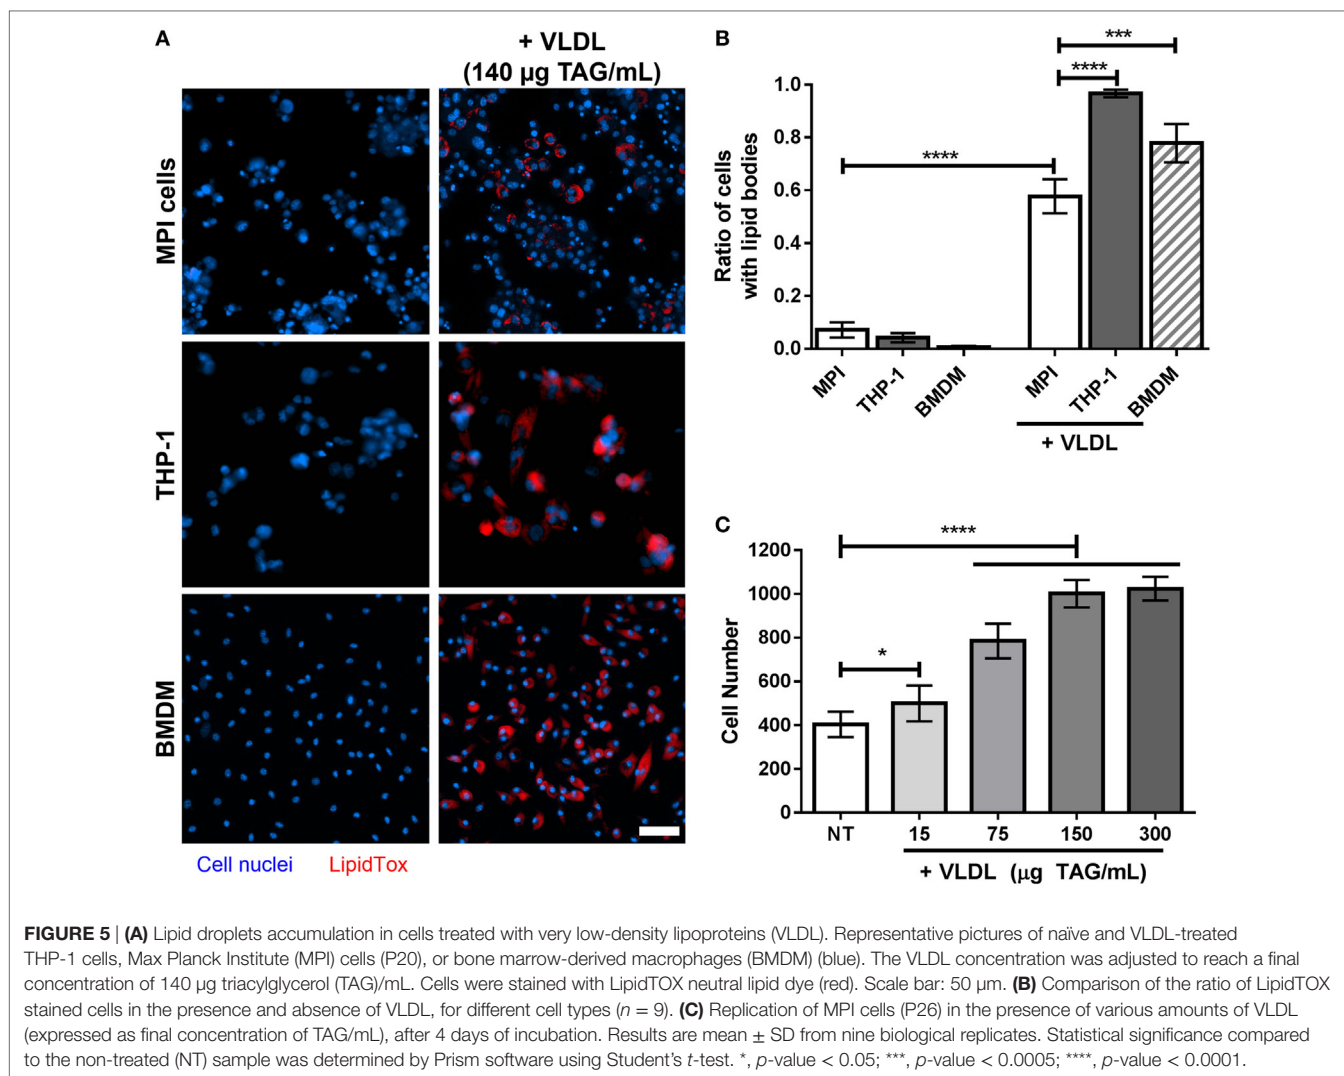 A
+ VLDL
(140 µg TAG/mL)
MPI cells
THP-1
BMDM
Cell nuclei LipidTox
B
Ratio of cells
with lipid bodies
1.0
0.8
0.6
0.4
0.2
0.0
****
****
***
MPI THP-1 BMDM MPI THP-1 BMDM
+ VLDL
C
Cell Number
1200
1000
800
600
400
200
0
*
****
NT 15 75 150 300
+ VLDL (µg TAG/mL)
FIGURE 5 | (A) Lipid droplets accumulation in cells treated with very low-density lipoproteins (VLDL). Representative pictures of naïve and VLDL-treated
THP-1 cells, Max Planck Institute (MPI) cells (P20), or bone marrow-derived macrophages (BMDM) (blue). The VLDL concentration was adjusted to reach a final
concentration of 140 µg triacylglycerol (TAG)/mL. Cells were stained with LipidTOX neutral lipid dye (red). Scale bar: 50 µm. (B) Comparison of the ratio of LipidTOX
stained cells in the presence and absence of VLDL, for different cell types (n = 9). (C) Replication of MPI cells (P26) in the presence of various amounts of VLDL
(expressed as final concentration of TAG/mL), after 4 days of incubation. Results are mean ± SD from nine biological replicates. Statistical significance compared
to the non-treated (NT) sample was determined by Prism software using Student's t-test. *, p-value < 0.05; ***, p-value < 0.0005; ****, p-value < 0.0001.